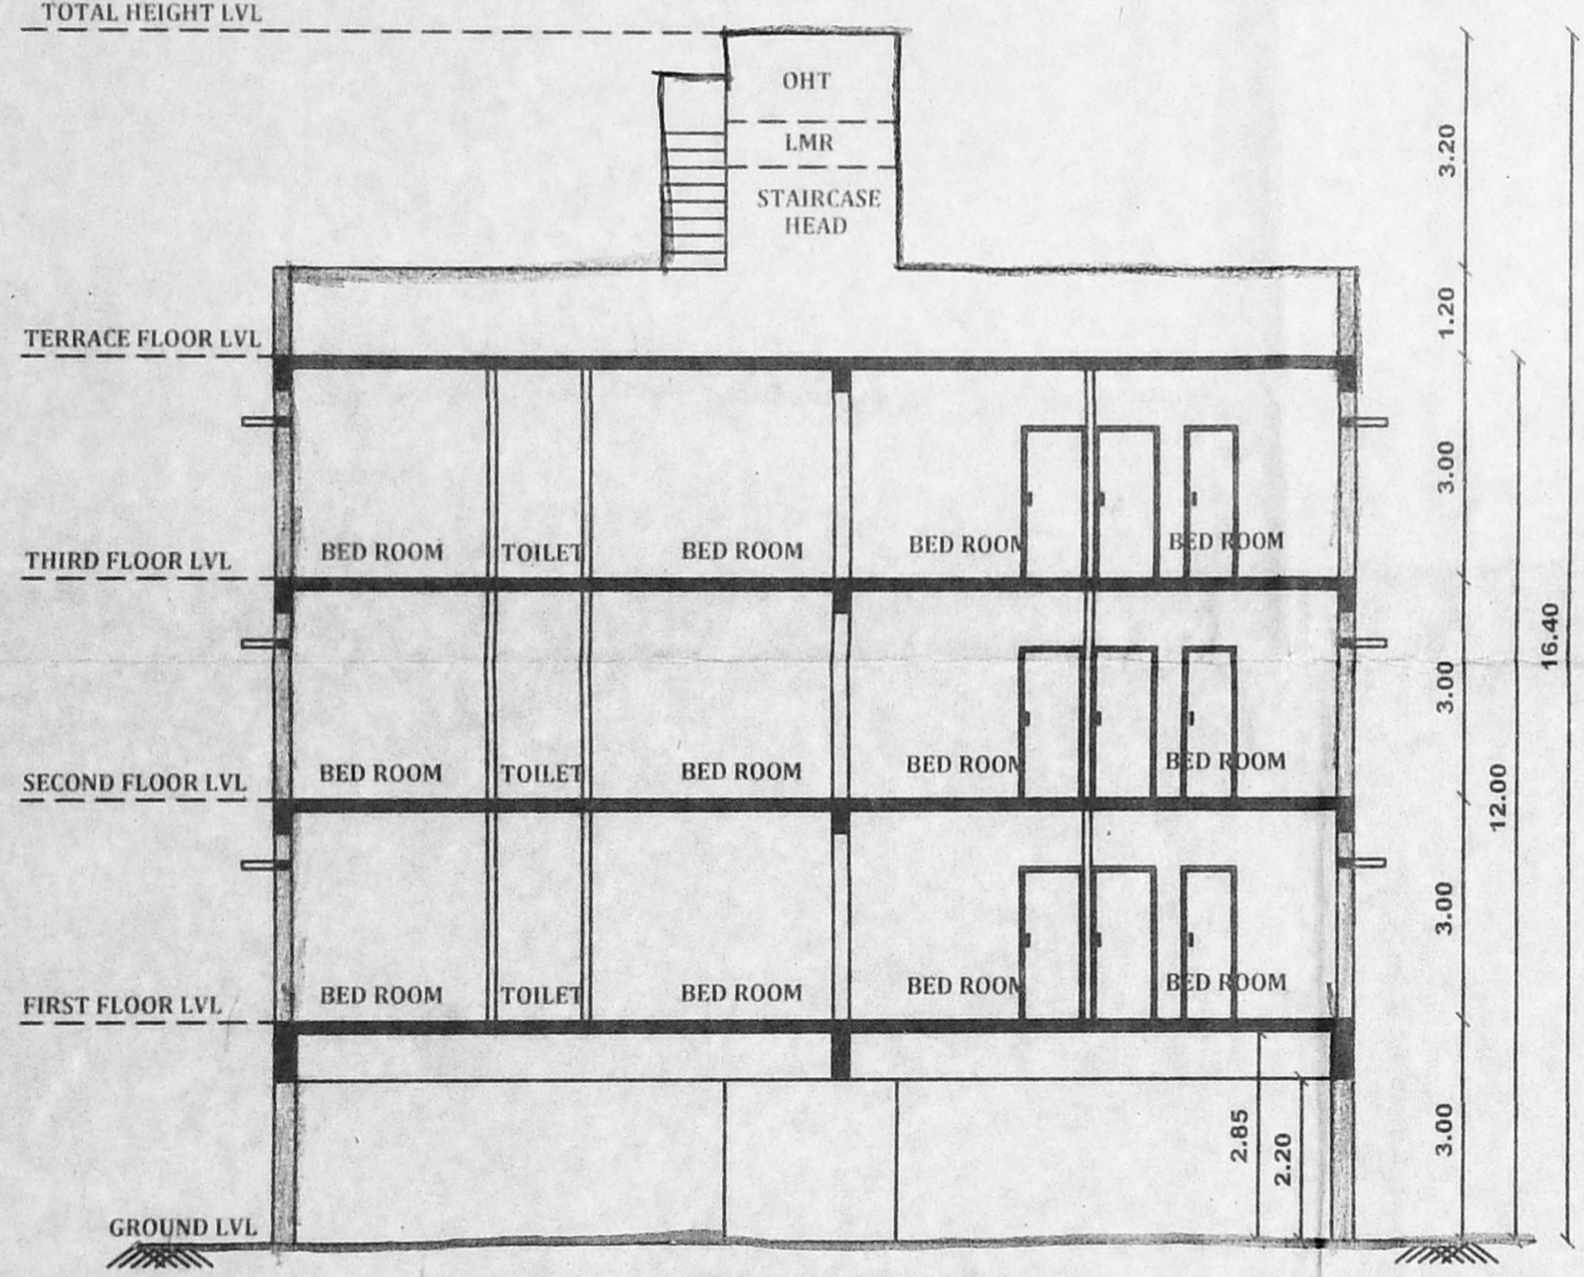 TOTAL HEIGHT LVL
OHT
LMR
STAIRCASE
HEAD
3.20
TERRACE FLOOR LVL
1.20
3.00
THIRD FLOOR LVL
BED ROOM
TOILET
BED ROOM
BED ROOM
BED ROOM
16.40
3.00
SECOND FLOOR LVL
BED ROOM
TOILET
BED ROOM
BED ROOM
BED ROOM
12.00
3.00
FIRST FLOOR LVL
BED ROOM
TOILET
BED ROOM
BED ROOM
BED ROOM
2.85
2.20
3.00
GROUND LVL